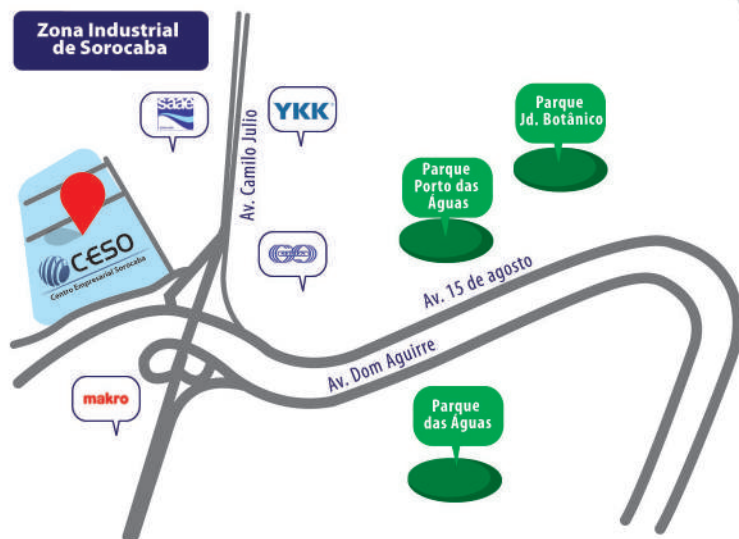 Zona Industrial
de Sorocaba
saae
YKK
Parque
Jd. Botânico
Av. Camilo Julio
Parque
Porto das
Águas
CESO
Centro Empresarial Sorocaba
Av. 15 de agosto
Av. Dom Aguirre
makro
Parque
das Águas